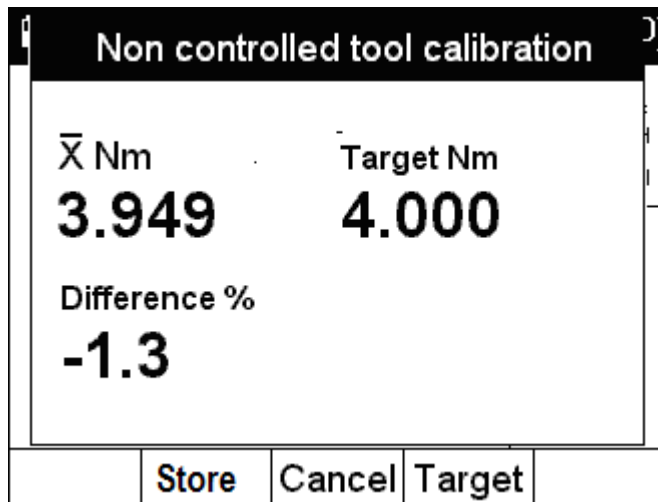 Non controlled tool calibration
X̅ Nm Target Nm
3.949 4.000
Difference %
-1.3
Store Cancel Target